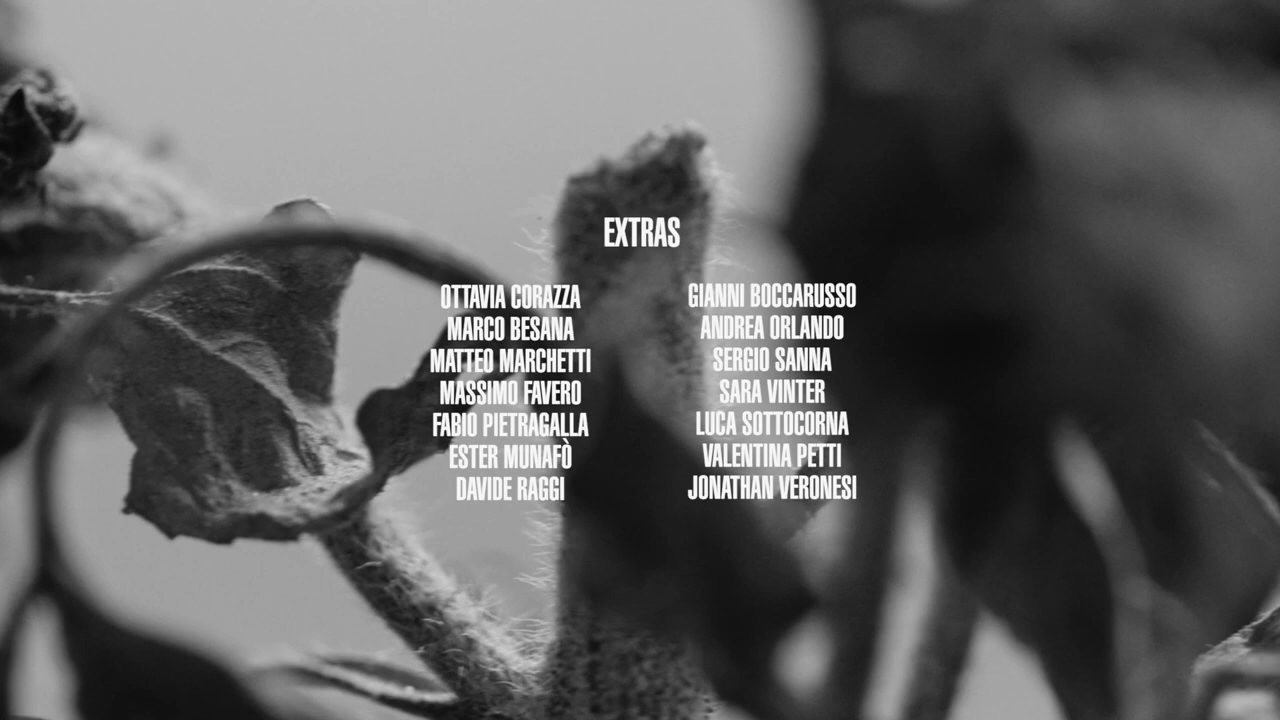 EXTRAS
OTTAVIA CORAZZA
MARCO BESANA
MATTEO MARCHETTI
MASSIMO FAVERO
FABIO PIETRAGALLA
ESTER MUNAFÒ
DAVIDE RAGGI
GIANNI BOCCARUSSO
ANDREA ORLANDO
SERGIO SANNA
SARA VINTER
LUCA SOTTOCORNA
VALENTINA PETTI
JONATHAN VERONESI